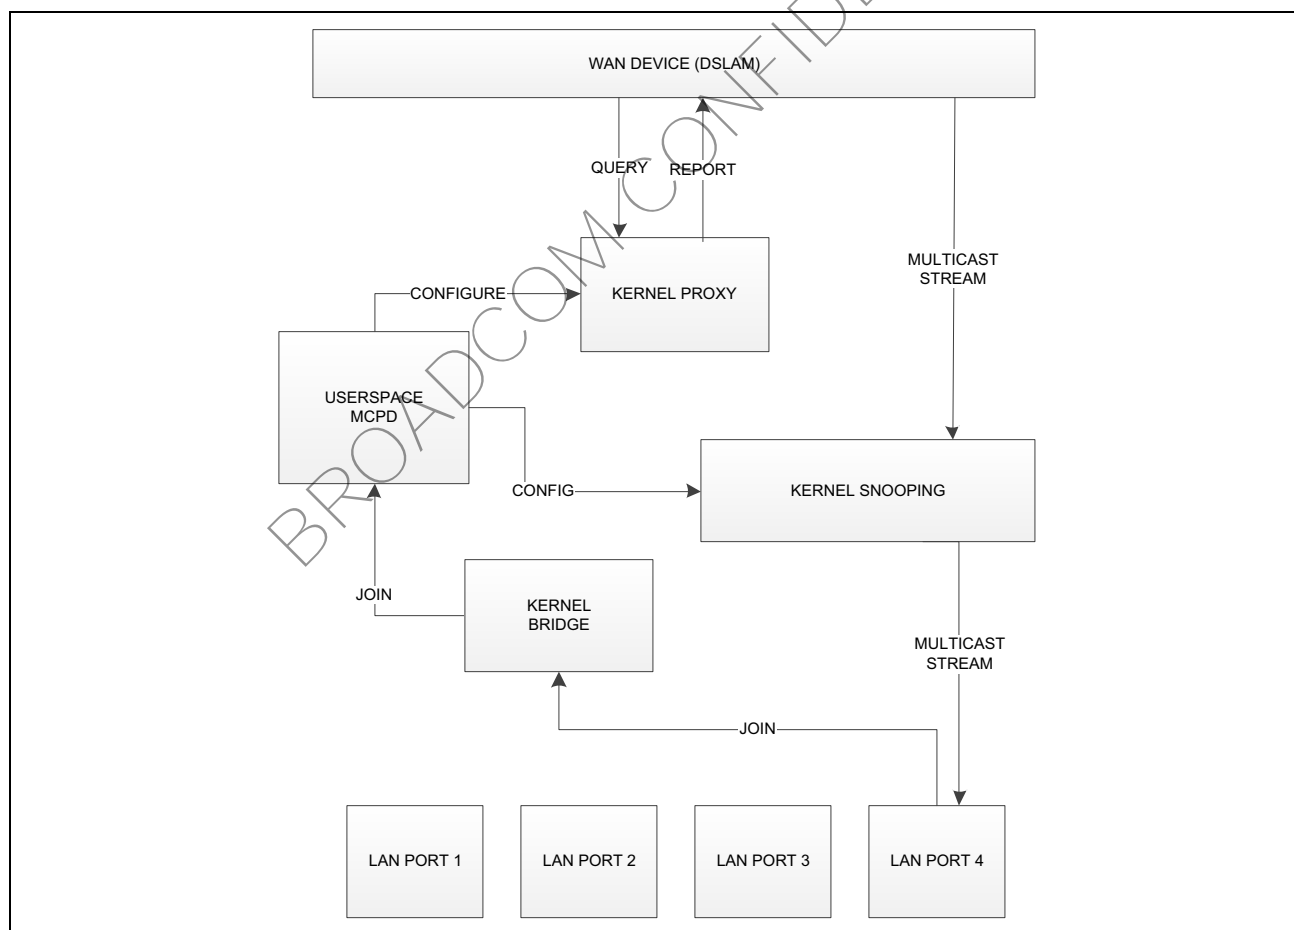 WAN DEVICE (DSLAM)
QUERY
REPORT
MULTICAST
STREAM
CONFIGURE
KERNEL PROXY
USERSPACE
MCPD
CONFIG
KERNEL SNOOPING
JOIN
KERNEL
BRIDGE
MULTICAST
STREAM
JOIN
LAN PORT 1
LAN PORT 2
LAN PORT 3
LAN PORT 4
BROADCOM CONFIDE